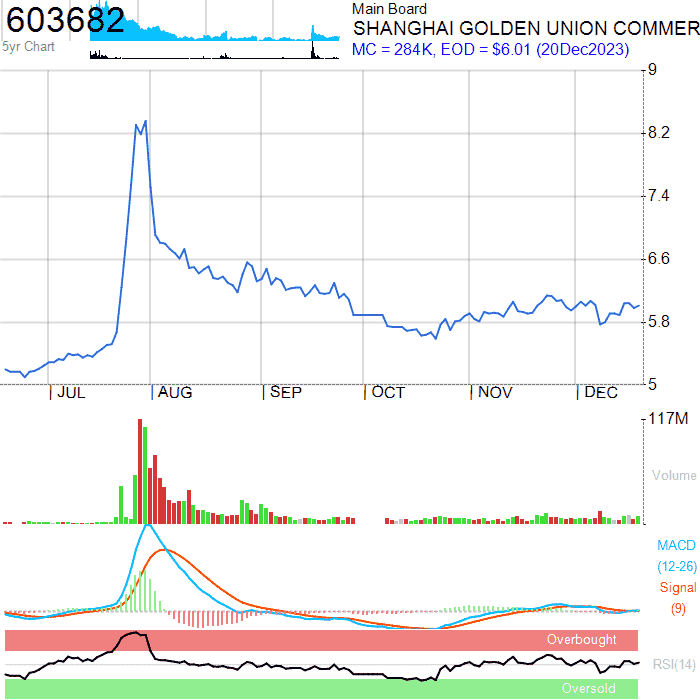 603682
5yr Chart
Main Board
SHANGHAI GOLDEN UNION COMMER
MC = 284K, EOD = $6.01 (20Dec2023)
9
8.2
7.4
6.6
5.8
5
JUL AUG SEP OCT NOV DEC
117M
Volume
MACD
(12-26)
Signal
(9)
Overbought
RSI(14)
Oversold